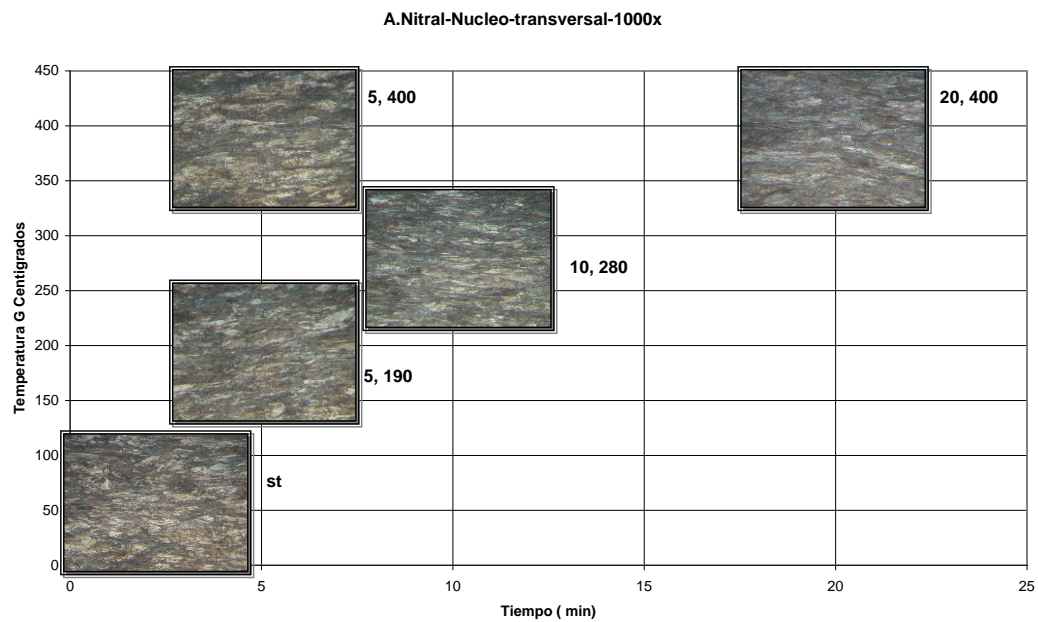 A.Nitral-Nucleo-transversal-1000x
450
400
350
300
250
200
150
100
50
0
Temperatura G Centigrados
5, 400
20, 400
10, 280
5, 190
st
0 5 10 15 20 25
Tiempo ( min)